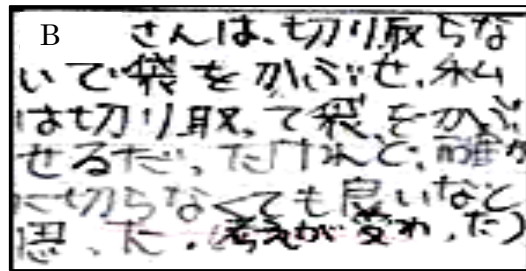 B さんは、切り取らな
いで袋をかぶせ、私
は切り取って袋をかぶ
せるだったけれど、確か
に切らなくても良いなと
思った。(考えが変わった)